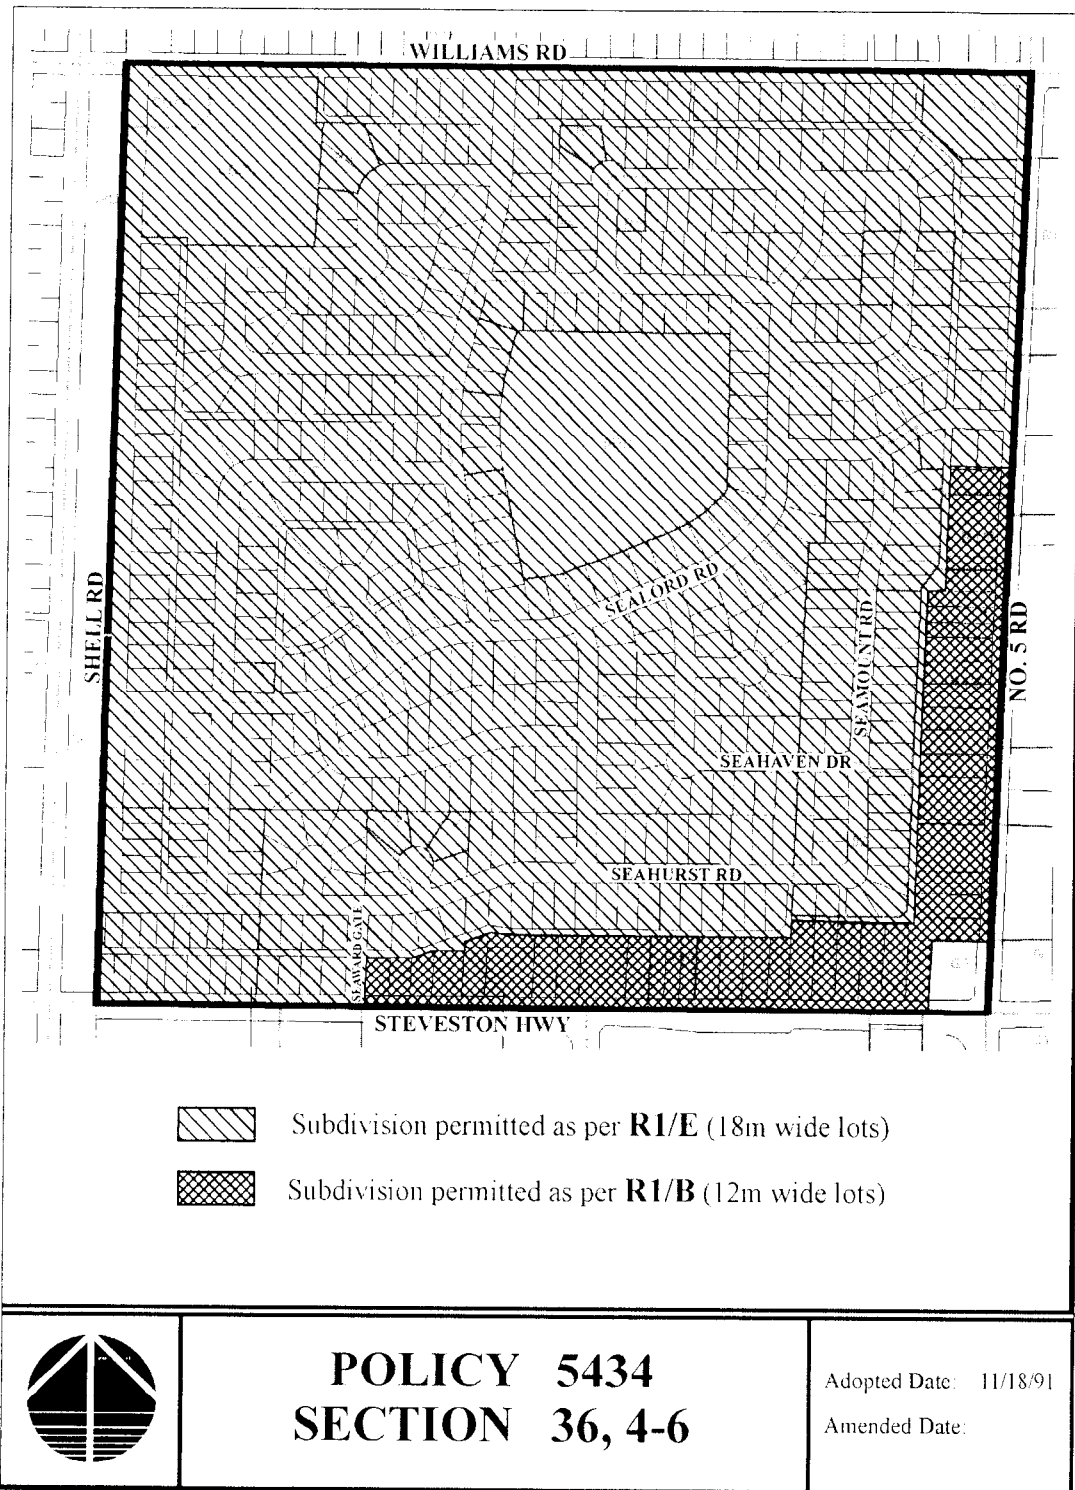 WILLIAMS RD
SHELL RD
SEALORD RD
SEAMOUNT RD
NO. 5 RD
SEAHAVEN DR
SEAHURST RD
SEAWARD GATE
STEVESTON HWY
Subdivision permitted as per R1/E (18m wide lots)
Subdivision permitted as per R1/B (12m wide lots)
POLICY 5434
SECTION 36, 4-6
Adopted Date: 11/18/91
Amended Date: